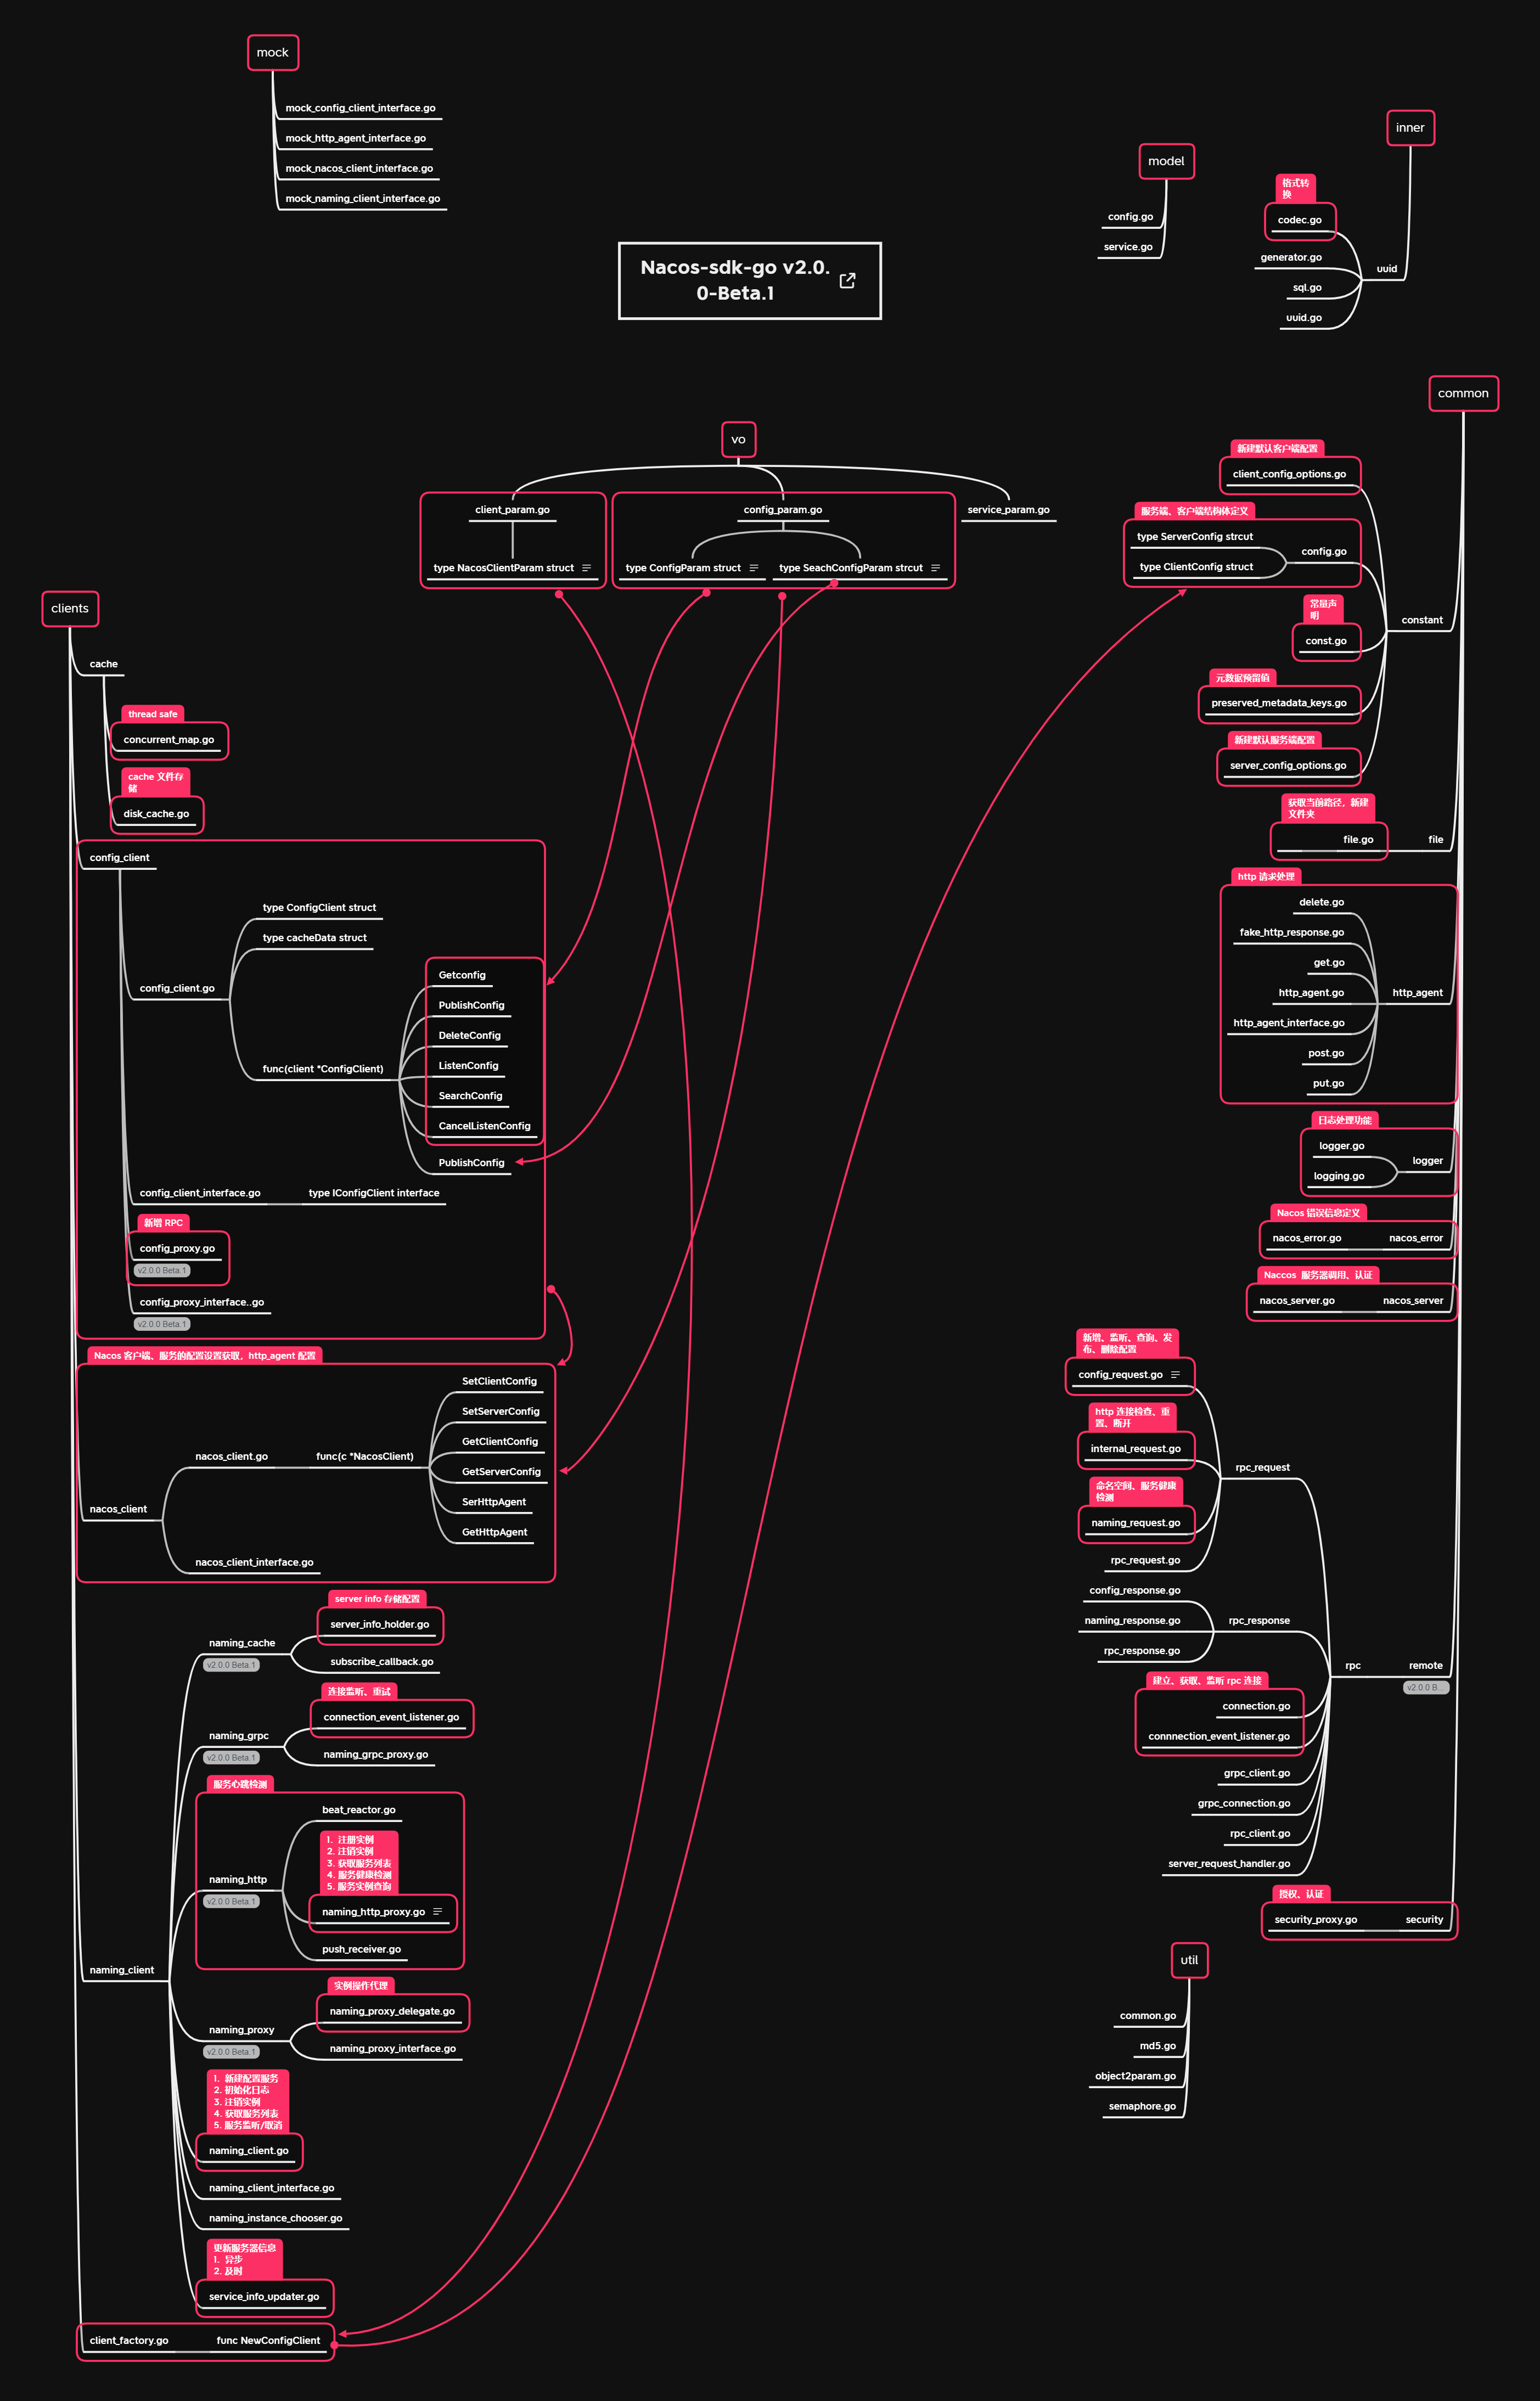 mock
mock_config_client_interface.go
mock_http_agent_interface.go
mock_nacos_client_interface.go
mock_naming_client_interface.go
Nacos-sdk-go v2.0.
0-Beta.1
model
config.go
service.go
inner
格式转
换
codec.go
generator.go
sql.go
uuid.go
uuid
vo
client_param.go
type NacosClientParam struct
config_param.go
type ConfigParam struct
type SeachConfigParam strcut
service_param.go
clients
cache
thread safe
concurrent_map.go
cache 文件存
储
disk_cache.go
config_client
config_client.go
type ConfigClient struct
type cacheData struct
func(client *ConfigClient)
Getconfig
PublishConfig
DeleteConfig
ListenConfig
SearchConfig
CancelListenConfig
PublishConfig
config_client_interface.go
type IConfigClient interface
新增 RPC
config_proxy.go
v2.0.0 Beta.1
config_proxy_interface..go
v2.0.0 Beta.1
Nacos 客户端、服务的配置设置获取，http_agent 配置
nacos_client
nacos_client.go
func(c *NacosClient)
SetClientConfig
SetServerConfig
GetClientConfig
GetServerConfig
SerHttpAgent
GetHttpAgent
nacos_client_interface.go
naming_client
naming_cache
v2.0.0 Beta.1
server info 存储配置
server_info_holder.go
subscribe_callback.go
naming_grpc
v2.0.0 Beta.1
连接监听、重试
connection_event_listener.go
naming_grpc_proxy.go
服务心跳检测
naming_http
v2.0.0 Beta.1
beat_reactor.go
1. 注册实例
2. 注销实例
3. 获取服务列表
4. 服务健康检测
5. 服务实例查询
naming_http_proxy.go
push_receiver.go
naming_proxy
v2.0.0 Beta.1
实例操作代理
naming_proxy_delegate.go
naming_proxy_interface.go
1. 新建配置服务
2. 初始化日志
3. 注销实例
4. 获取服务列表
5. 服务监听/取消
naming_client.go
naming_client_interface.go
naming_instance_chooser.go
更新服务器信息
1. 异步
2. 及时
service_info_updater.go
client_factory.go
func NewConfigClient
common
constant
新建默认客户端配置
client_config_options.go
服务端、客户端结构体定义
type ServerConfig strcut
type ClientConfig struct
config.go
常量声
明
const.go
元数据预留值
preserved_metadata_keys.go
新建默认服务端配置
server_config_options.go
获取当前路径，新建
文件夹
file.go
file
http 请求处理
delete.go
fake_http_response.go
get.go
http_agent.go
http_agent_interface.go
post.go
put.go
http_agent
日志处理功能
logger.go
logging.go
logger
Nacos 错误信息定义
nacos_error.go
nacos_error
Naccos 服务器调用、认证
nacos_server.go
nacos_server
新增、监听、查询、发
布、删除配置
config_request.go
http 连接检查、重
置、断开
internal_request.go
命名空间、服务健康
检测
naming_request.go
rpc_request.go
rpc_request
config_response.go
naming_response.go
rpc_response.go
rpc_response
rpc
remote
v2.0.0 B...
建立、获取、监听 rpc 连接
connection.go
connnection_event_listener.go
grpc_client.go
grpc_connection.go
rpc_client.go
server_request_handler.go
授权、认证
security_proxy.go
security
util
common.go
md5.go
object2param.go
semaphore.go